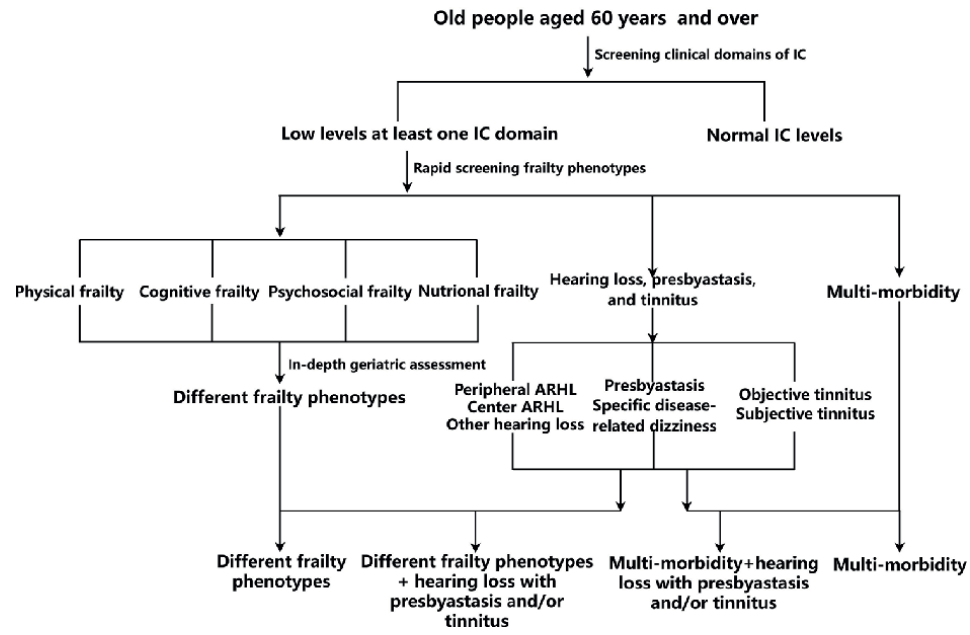 Old people aged 60 years and over
Screening clinical domains of IC
Low levels at least one IC domain
Normal IC levels
Rapid screening frailty phenotypes
Physical frailty
Cognitive frailty
Psychosocial frailty
Nutrional frailty
Hearing loss, presbyastasis,
and tinnitus
Multi-morbidity
In-depth geriatric assessment
Different frailty phenotypes
Peripheral ARHL
Center ARHL
Other hearing loss
Presbyastasis
Specific disease-
related dizziness
Objective tinnitus
Subjective tinnitus
Different frailty
phenotypes
Different frailty phenotypes
+ hearing loss with
presbyastasis and/or
tinnitus
Multi-morbidity+hearing
loss with presbyastasis
and/or tinnitus
Multi-morbidity